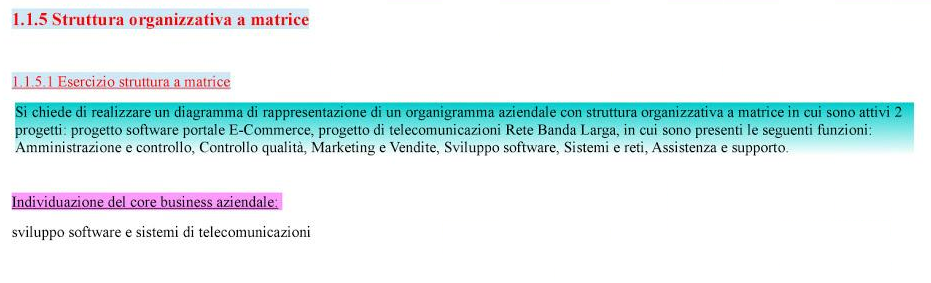 1.1.5 Struttura organizzativa a matrice
1.1.5.1 Esercizio struttura a matrice
Si chiede di realizzare un diagramma di rappresentazione di un organigramma aziendale con struttura organizzativa a matrice in cui sono attivi 2
progetti: progetto software portale E-Commerce, progetto di telecomunicazioni Rete Banda Larga, in cui sono presenti le seguenti funzioni:
Amministrazione e controllo, Controllo qualità, Marketing e Vendite, Sviluppo software, Sistemi e reti, Assistenza e supporto.
Individuazione del core business aziendale:
sviluppo software e sistemi di telecomunicazioni